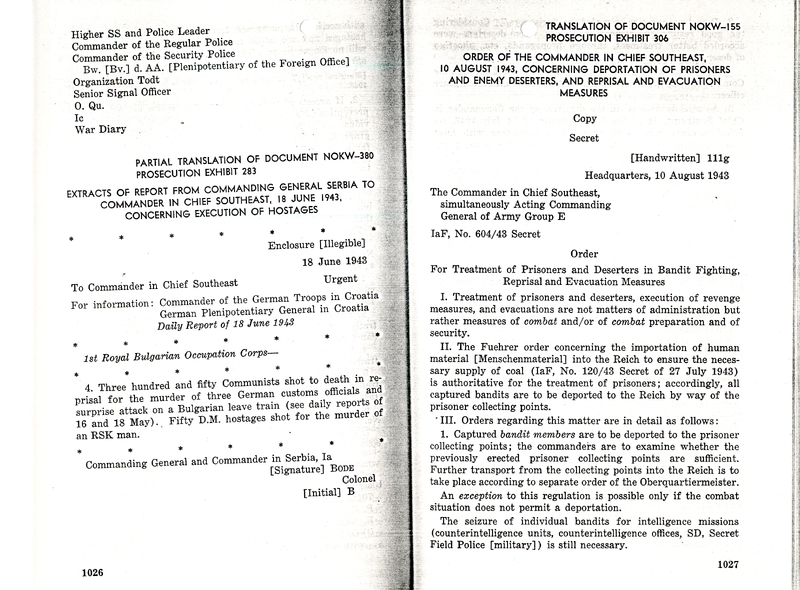 Higher SS and Police Leader
Commander of the Regular Police
Commander of the Security Police
Bw. [Bv.] d. AA. [Plenipotentiary of the Foreign Office]
Organization Todt
Senior Signal Officer
O. Qu.
Ic
War Diary
PARTIAL TRANSLATION OF DOCUMENT NOKW–380
PROSECUTION EXHIBIT 283
EXTRACTS OF REPORT FROM COMMANDING GENERAL SERBIA TO
COMMANDER IN CHIEF SOUTHEAST, 18 JUNE 1943,
CONCERNING EXECUTION OF HOSTAGES
* * * * * * *
Enclosure [Illegible]
18 June 1943
Urgent
To Commander in Chief Southeast
For information: Commander of the German Troops in Croatia
German Plenipotentiary General in Croatia
Daily Report of 18 June 1943
* * * * * * *
1st Royal Bulgarian Occupation Corps—
* * * * * * *
4. Three hundred and fifty Communists shot to death in re-
prisal for the murder of three German customs officials and
surprise attack on a Bulgarian leave train (see daily reports of
16 and 18 May). Fifty D.M. hostages shot for the murder of
an RSK man.
* * * * * * *
Commanding General and Commander in Serbia, Ia
[Signature] BODE
Colonel
[Initial] B
1026
TRANSLATION OF DOCUMENT NOKW–155
PROSECUTION EXHIBIT 306
ORDER OF THE COMMANDER IN CHIEF SOUTHEAST,
10 AUGUST 1943, CONCERNING DEPORTATION OF PRISONERS
AND ENEMY DESERTERS, AND REPRISAL AND EVACUATION
MEASURES
Copy
Secret
[Handwritten] 111g
Headquarters, 10 August 1943
The Commander in Chief Southeast,
simultaneously Acting Commanding
General of Army Group E
IaF, No. 604/43 Secret
Order
For Treatment of Prisoners and Deserters in Bandit Fighting,
Reprisal and Evacuation Measures
I. Treatment of prisoners and deserters, execution of revenge
measures, and evacuations are not matters of administration but
rather measures of combat and/or of combat preparation and of
security.
II. The Fuehrer order concerning the importation of human
material [Menschenmaterial] into the Reich to ensure the neces-
sary supply of coal (IaF, No. 120/43 Secret of 27 July 1943)
is authoritative for the treatment of prisoners; accordingly, all
captured bandits are to be deported to the Reich by way of the
prisoner collecting points.
III. Orders regarding this matter are in detail as follows:
1. Captured bandit members are to be deported to the prisoner
collecting points; the commanders are to examine whether the
previously erected prisoner collecting points are sufficient.
Further transport from the collecting points into the Reich is to
take place according to separate order of the Oberquartiermeister.
An exception to this regulation is possible only if the combat
situation does not permit a deportation.
The seizure of individual bandits for intelligence missions
(counterintelligence units, counterintelligence offices, SD, Secret
Field Police [military]) is still necessary.
1027